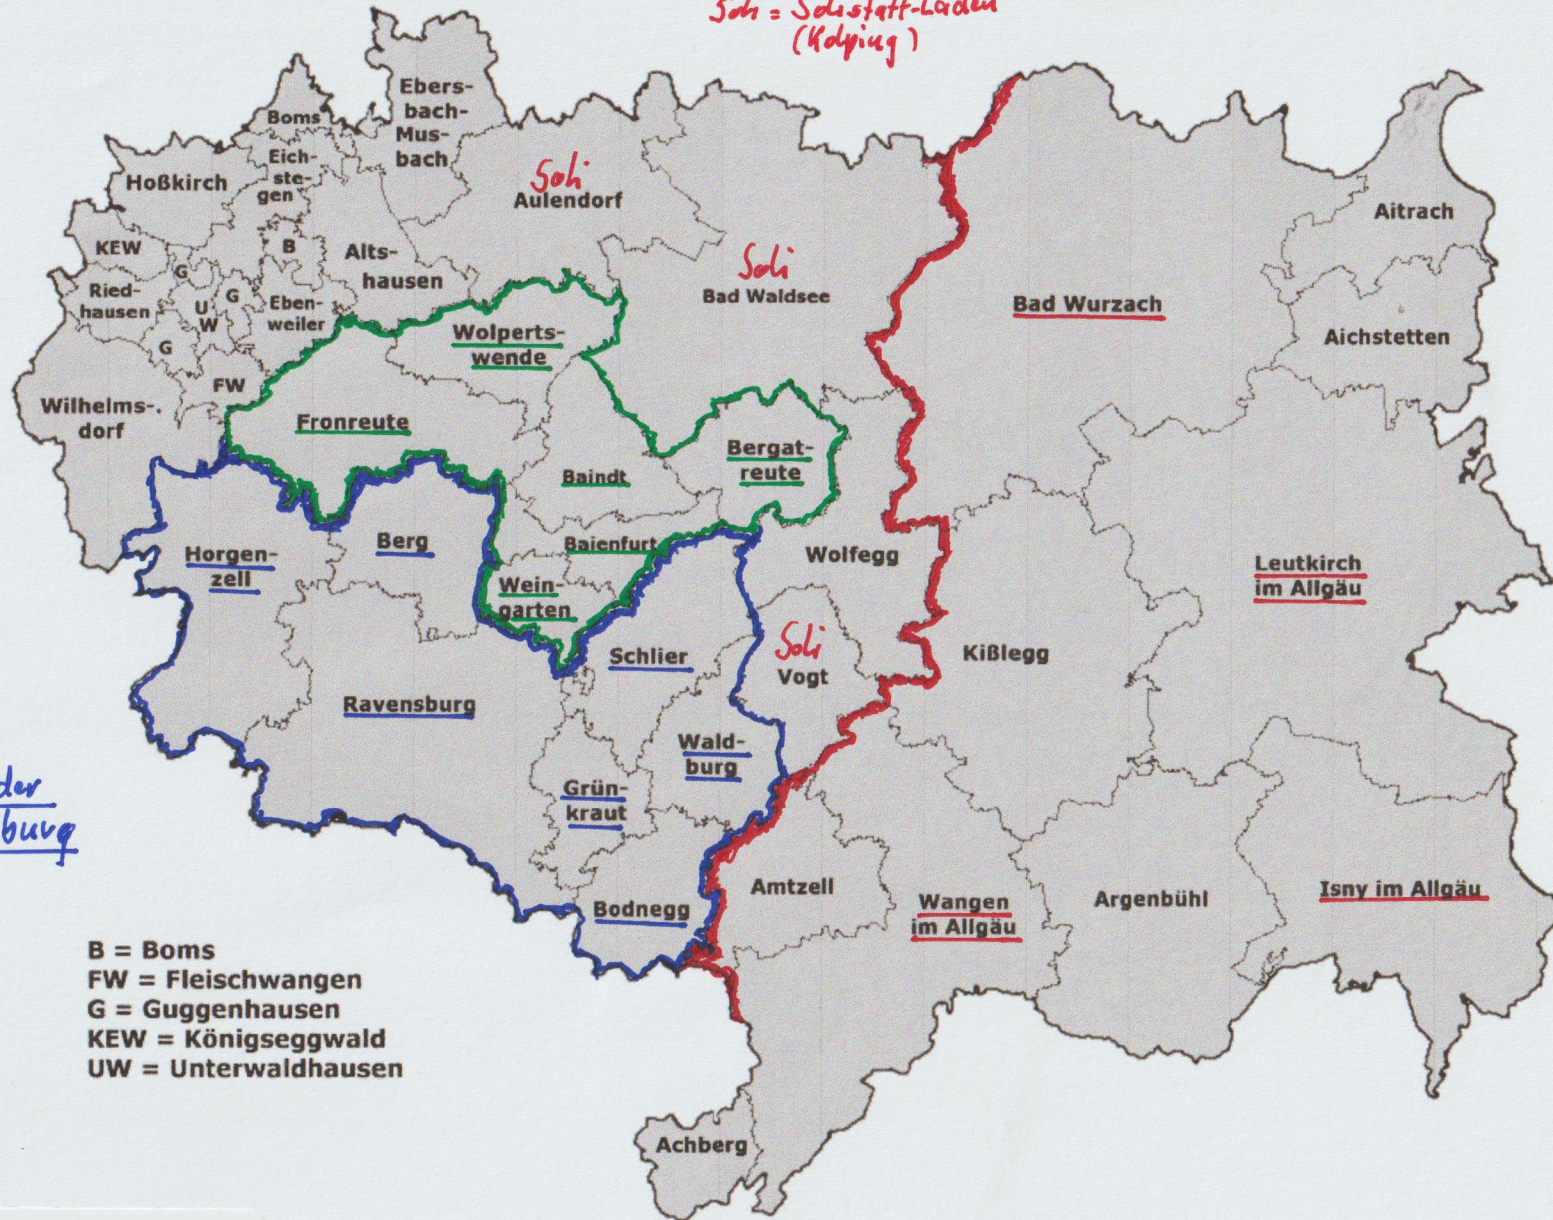 Soli = Solistatt-Laden
(Kolping)
Ebers-
bach-
Mus-
bach
Boms
Eich-
ste-
gen
Hoßkirch
Soli
Aulendorf
Aitrach
KEW
B
Alts-
hausen
G
Soli
Bad Waldsee
Bad Wurzach
Ried-
hausen
U
W
G
Eben-
weiler
Wolperts-
wende
Aichstetten
G
FW
Wilhelms-.
dorf
Fronreute
Bergat-
reute
Baindt
Berg
Baienfurt
Wolfegg
Horgen-
zell
Leutkirch
im Allgäu
Wein-
garten
Schlier
Soli
Vogt
Kißlegg
Ravensburg
Wald-
burg
der
burg
Grün-
kraut
Amtzell
Wangen
im Allgäu
Argenbühl
Isny im Allgäu
Bodnegg
B = Boms
FW = Fleischwangen
G = Guggenhausen
KEW = Königseggwald
UW = Unterwaldhausen
Achberg